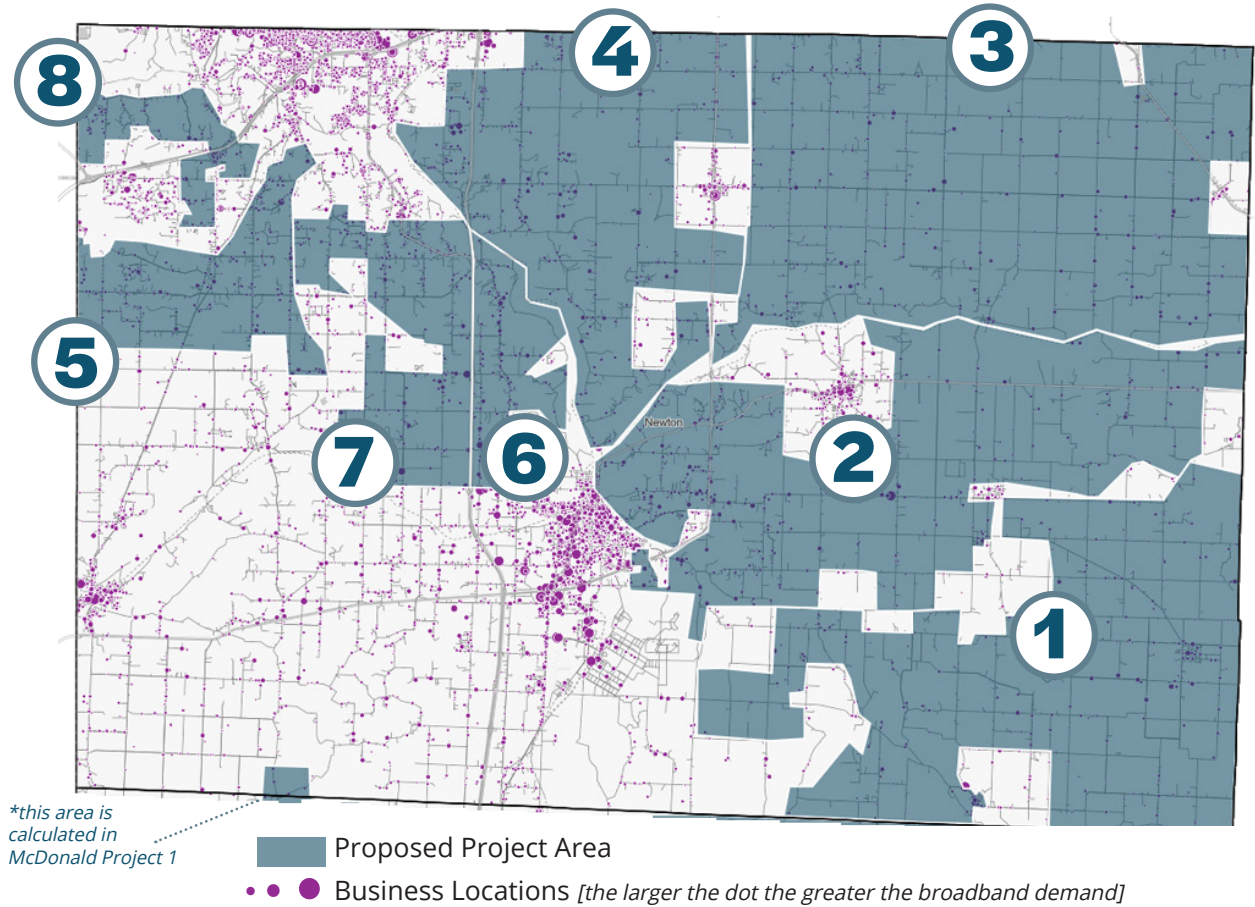 4
3
8
5
7
6
Newton
2
1
*this area is
calculated in
McDonald Project 1
Proposed Project Area
Business Locations [the larger the dot the greater the broadband demand]